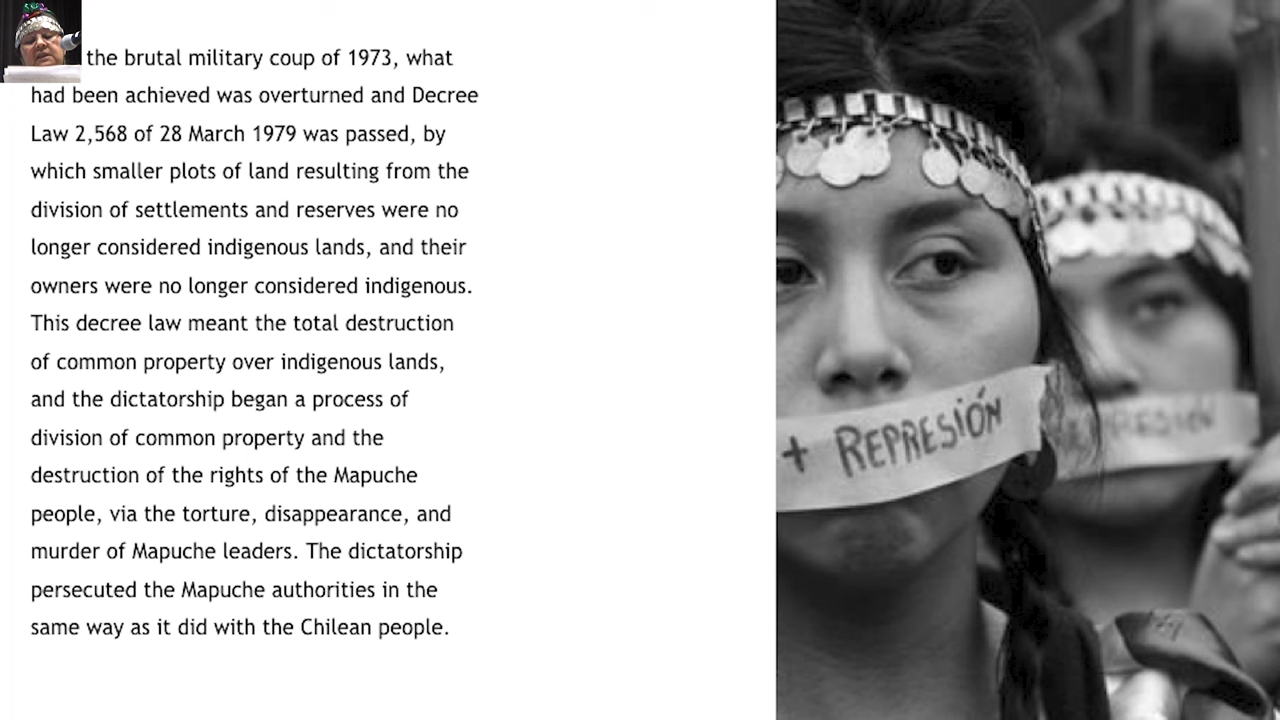 the brutal military coup of 1973, what
had been achieved was overturned and Decree
Law 2,568 of 28 March 1979 was passed, by
which smaller plots of land resulting from the
division of settlements and reserves were no
longer considered indigenous lands, and their
owners were no longer considered indigenous.
This decree law meant the total destruction
of common property over indigenous lands,
and the dictatorship began a process of
division of common property and the
destruction of the rights of the Mapuche
people, via the torture, disappearance, and
murder of Mapuche leaders. The dictatorship
persecuted the Mapuche authorities in the
same way as it did with the Chilean people.
+ REPRESIÓN
REPRESIÓN